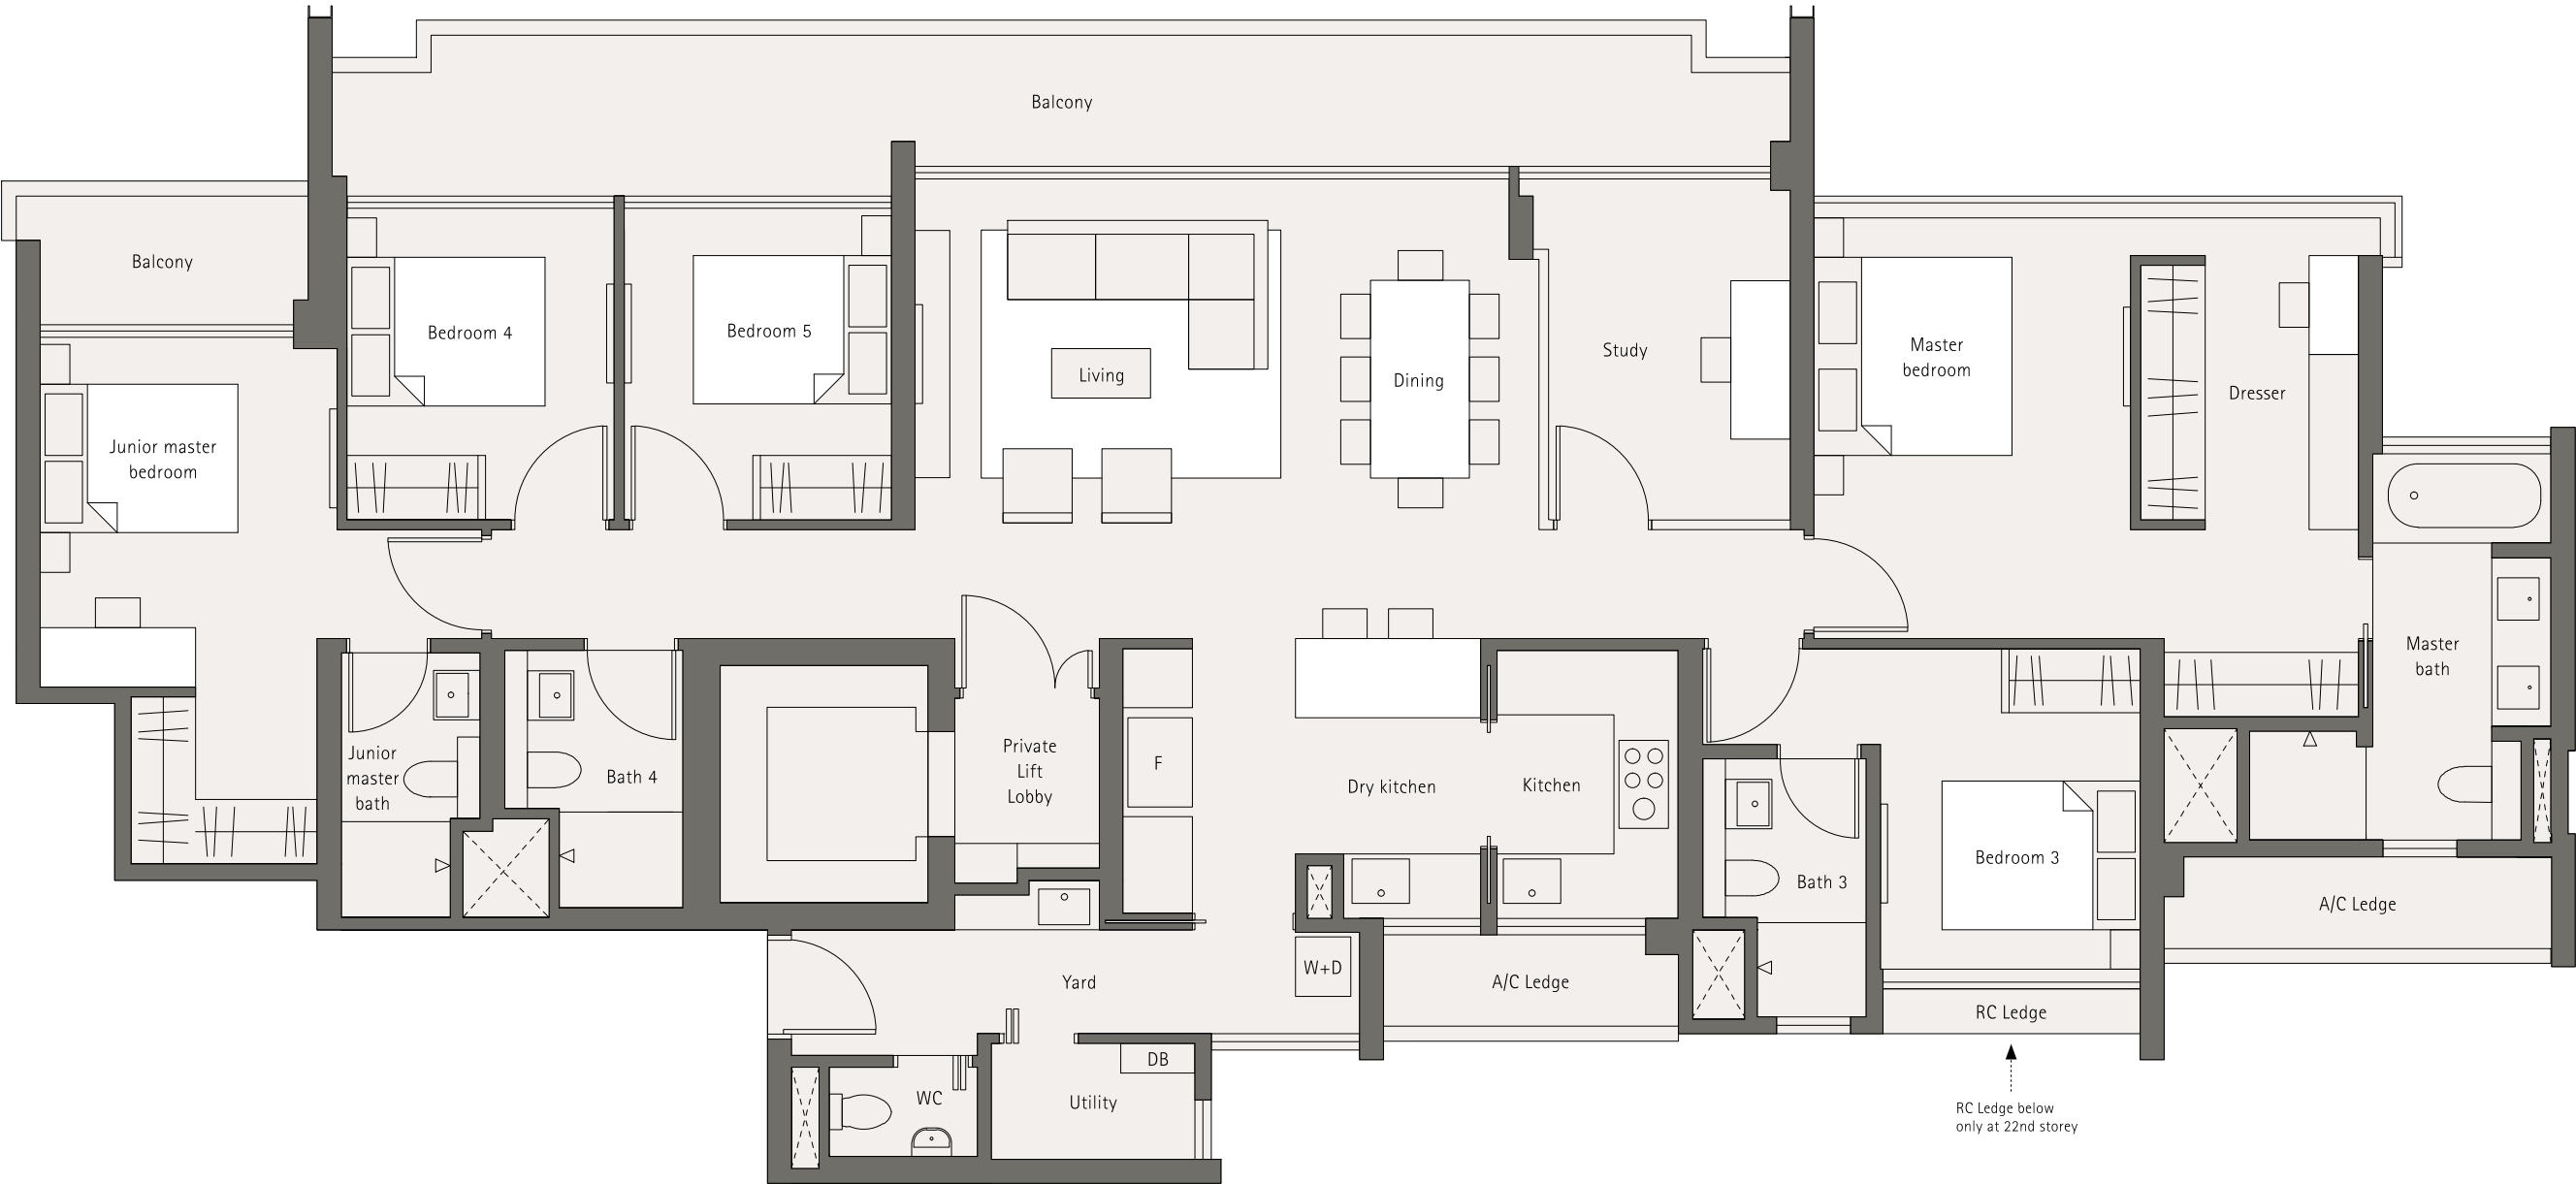 Balcony
Balcony
Bedroom 4
Bedroom 5
Living
Dining
Study
Master
bedroom
Dresser
Junior master
bedroom
Master
bath
Junior
master
bath
Bath 4
Private
Lift
Lobby
F
Dry kitchen
Kitchen
Bath 3
Bedroom 3
A/C Ledge
Yard
W+D
A/C Ledge
RC Ledge
DB
WC
Utility
RC Ledge below
only at 22nd storey